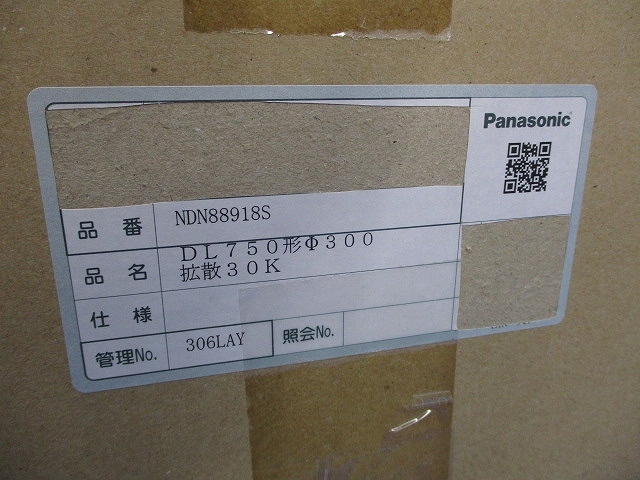 Panasonic
品番 NDN88918S
品名 DL750形Φ300
拡散30K
仕様
管理No. 306LAY 照会No.